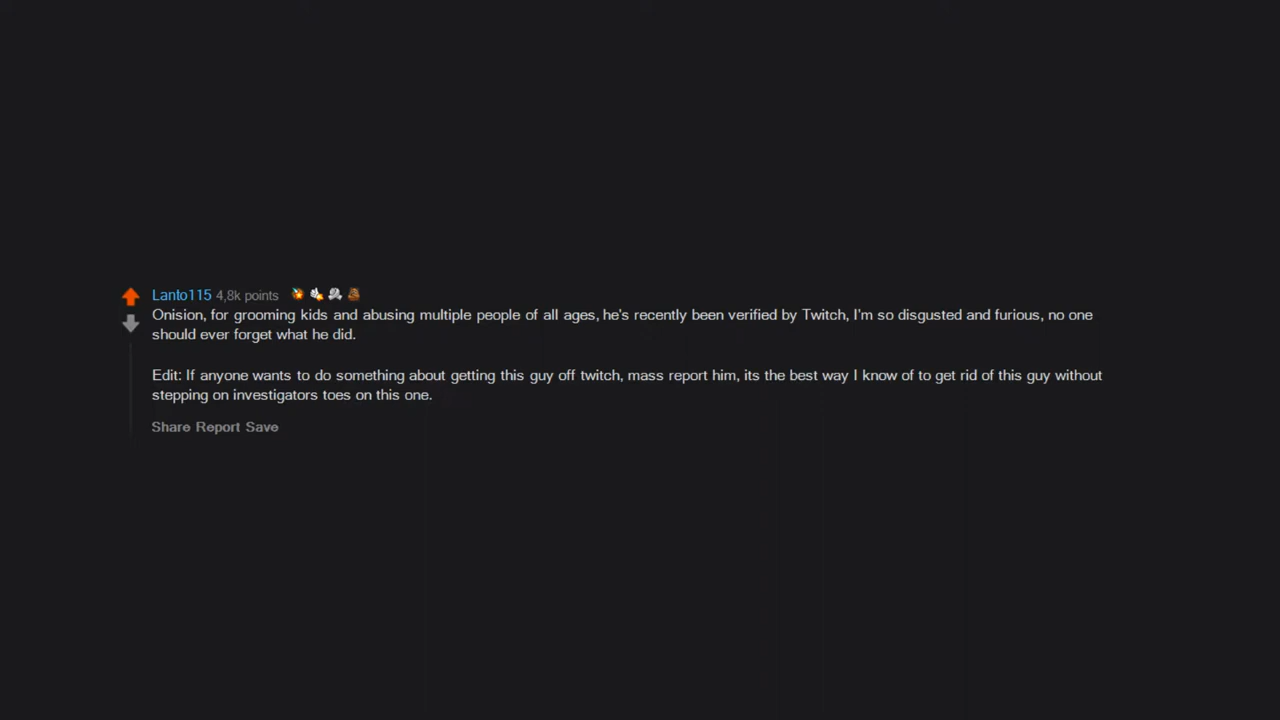 Lanto115 4,8k points
Onision, for grooming kids and abusing multiple people of all ages, he's recently been verified by Twitch, I'm so disgusted and furious, no one
should ever forget what he did.
Edit: If anyone wants to do something about getting this guy off twitch, mass report him, its the best way I know of to get rid of this guy without
stepping on investigators toes on this one.
Share Report Save